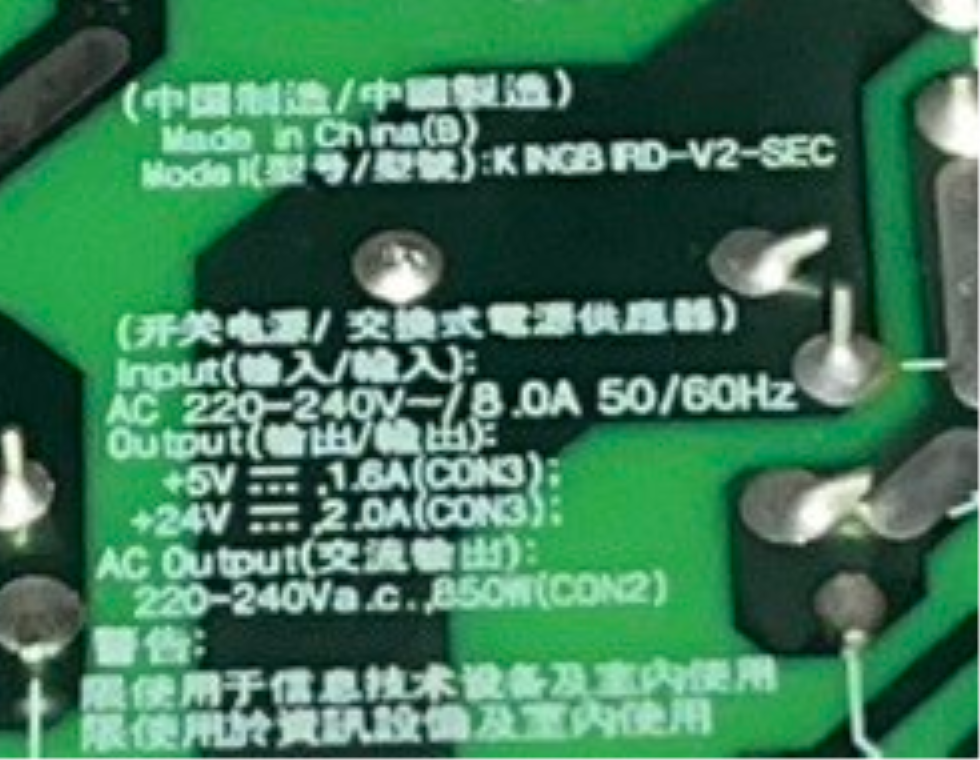 (中国制造/中國製造)
Made in China(B)
Model(型号/型號):KINGBIRD-V2-SEC
(开关电源/ 交換式電源供應器)
Input(输入/輸入):
AC 220-240V~/8.0A 50/60Hz
Output(输出/輸出):
+5V ⎓ ,1.6A(CON3);
+24V ⎓ ,2.0A(CON3);
AC Output(交流输出):
220-240Va.c.,850W(CON2)
警告:
限使用于信息技术设备及室内使用
限使用於資訊設備及室內使用